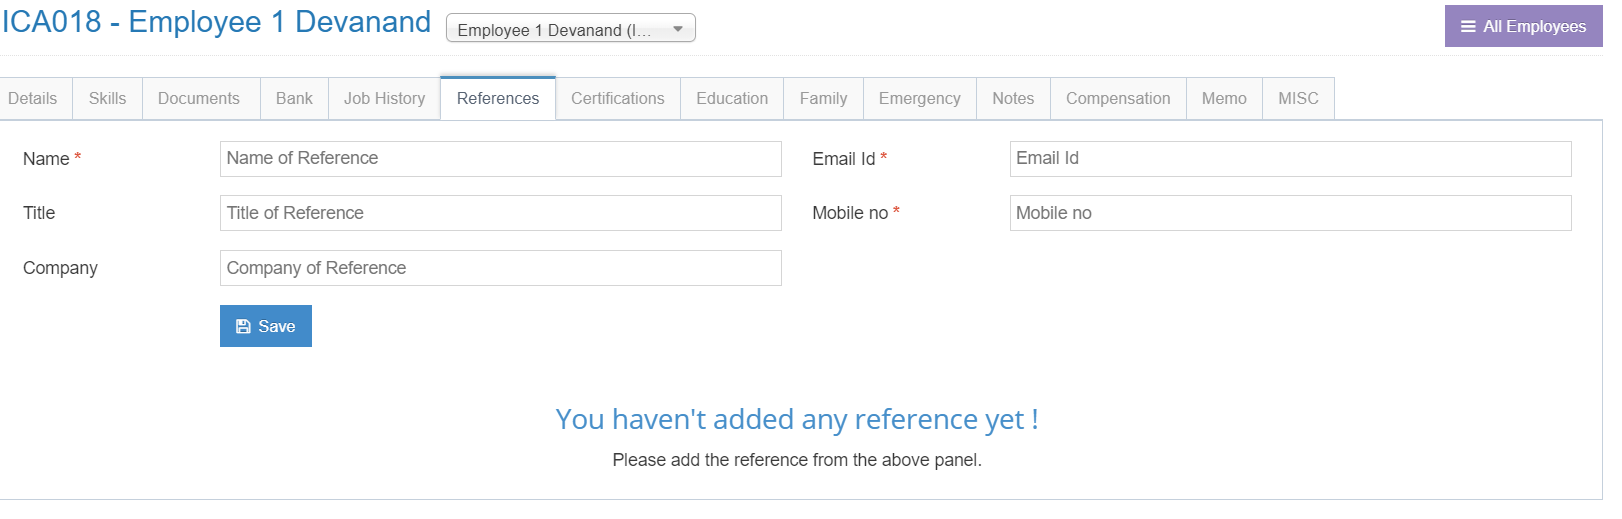 ICA018 - Employee 1 Devanand Employee 1 Devanand (I... All Employees
Details Skills Documents Bank Job History References Certifications Education Family Emergency Notes Compensation Memo MISC
Name * Name of Reference Email Id * Email Id
Title Title of Reference Mobile no * Mobile no
Company Company of Reference
Save
You haven't added any reference yet !
Please add the reference from the above panel.